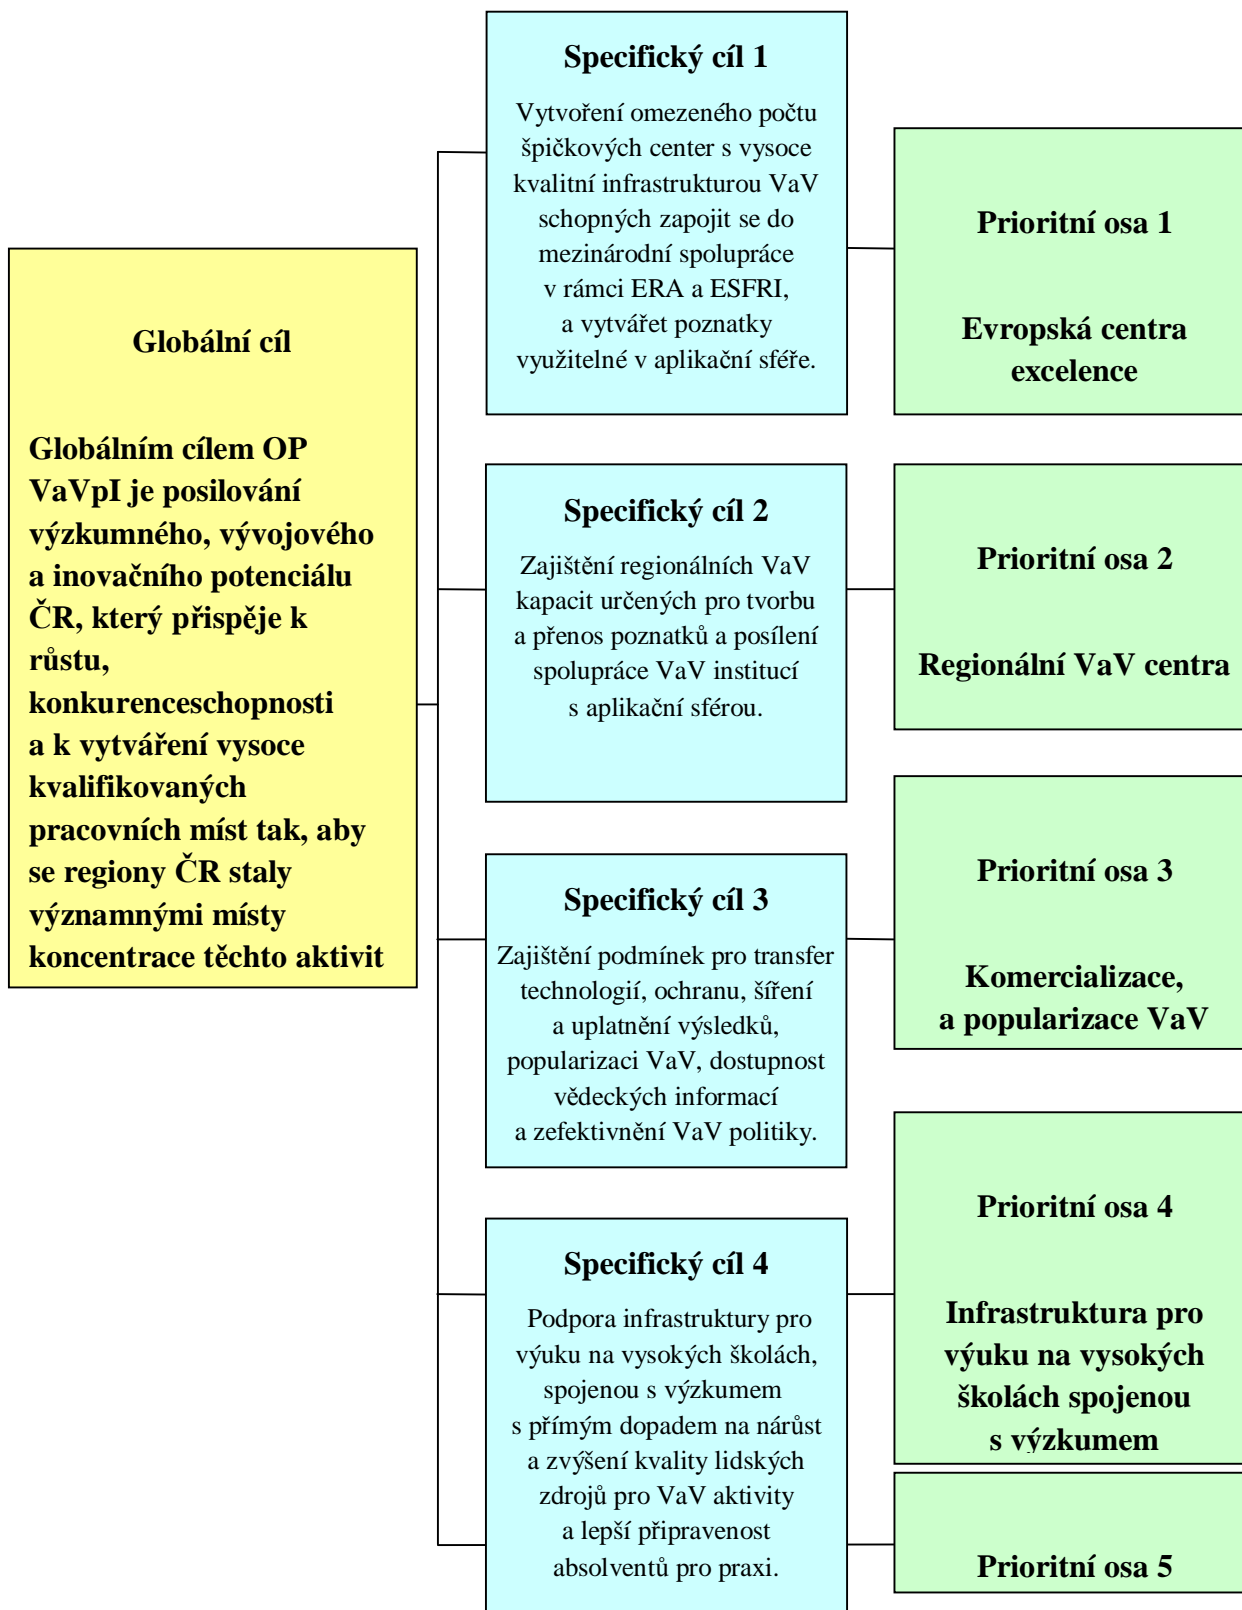 Globální cíl
Globálním cílem OP
VaVpI je posilování
výzkumného, vývojového
a inovačního potenciálu
ČR, který přispěje k
růstu,
konkurenceschopnosti
a k vytváření vysoce
kvalifikovaných
pracovních míst tak, aby
se regiony ČR staly
významnými místy
koncentrace těchto aktivit
Specifický cíl 1
Vytvoření omezeného počtu
špičkových center s vysoce
kvalitní infrastrukturou VaV
schopných zapojit se do
mezinárodní spolupráce
v rámci ERA a ESFRI,
a vytvářet poznatky
využitelné v aplikační sféře.
Prioritní osa 1
Evropská centra
excelence
Specifický cíl 2
Zajištění regionálních VaV
kapacit určených pro tvorbu
a přenos poznatků a posílení
spolupráce VaV institucí
s aplikační sférou.
Prioritní osa 2
Regionální VaV centra
Specifický cíl 3
Zajištění podmínek pro transfer
technologií, ochranu, šíření
a uplatnění výsledků,
popularizaci VaV, dostupnost
vědeckých informací
a zefektivnění VaV politiky.
Prioritní osa 3
Komercializace,
a popularizace VaV
Specifický cíl 4
Podpora infrastruktury pro
výuku na vysokých školách,
spojenou s výzkumem
s přímým dopadem na nárůst
a zvýšení kvality lidských
zdrojů pro VaV aktivity
a lepší připravenost
absolventů pro praxi.
Prioritní osa 4
Infrastruktura pro
výuku na vysokých
školách spojenou
s výzkumem
Prioritní osa 5